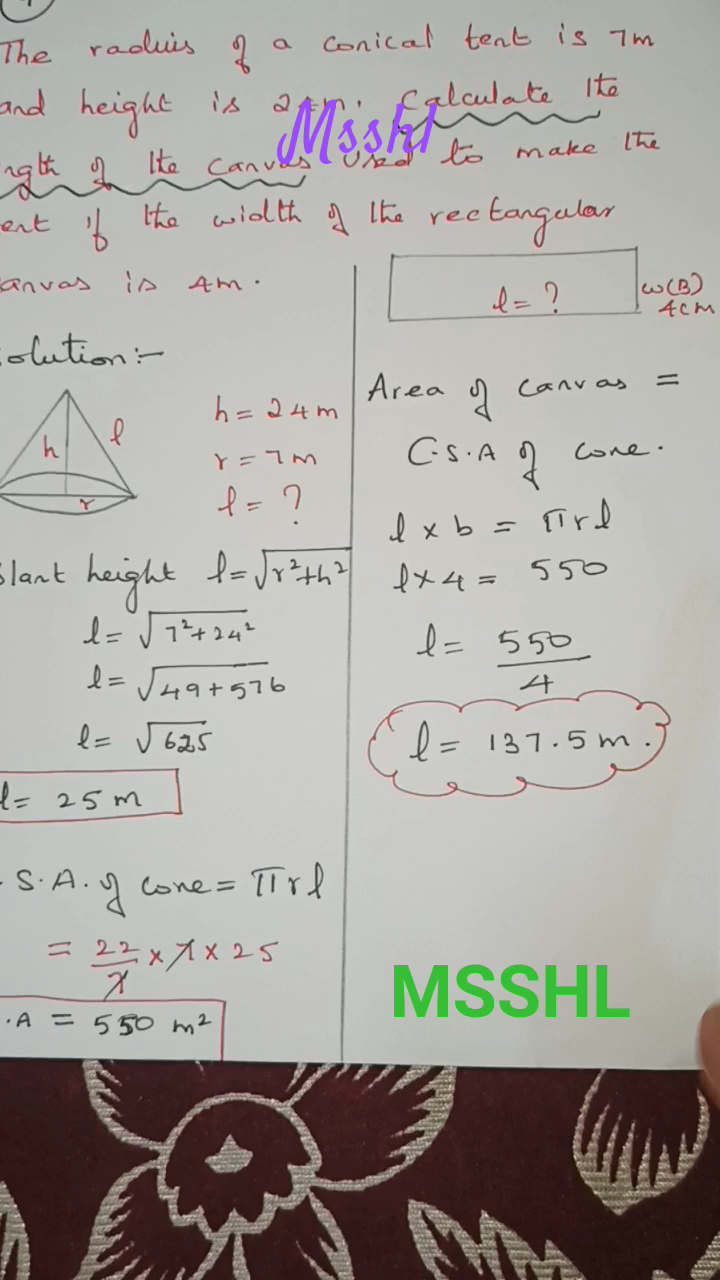 The radius of a conical tent is 7m
and height is 24m. Calculate the
ngth of the canvas used to make the
ent if the width of the rectangular
anvas is 4m.
Msshl
olution:-
h
l
r
h = 24m
r = 7m
l = ?
slant height l = √r²+h²
l = √7²+24²
l = √49+576
l = √625
l = 25 m
S.A. of cone = πrl
= 22/7 × 7 × 25
.A = 550 m²
l = ?
w(B)
4cm
Area of canvas =
C.S.A of cone.
l × b = πrl
l × 4 = 550
l = 550/4
l = 137.5 m.
MSSHL